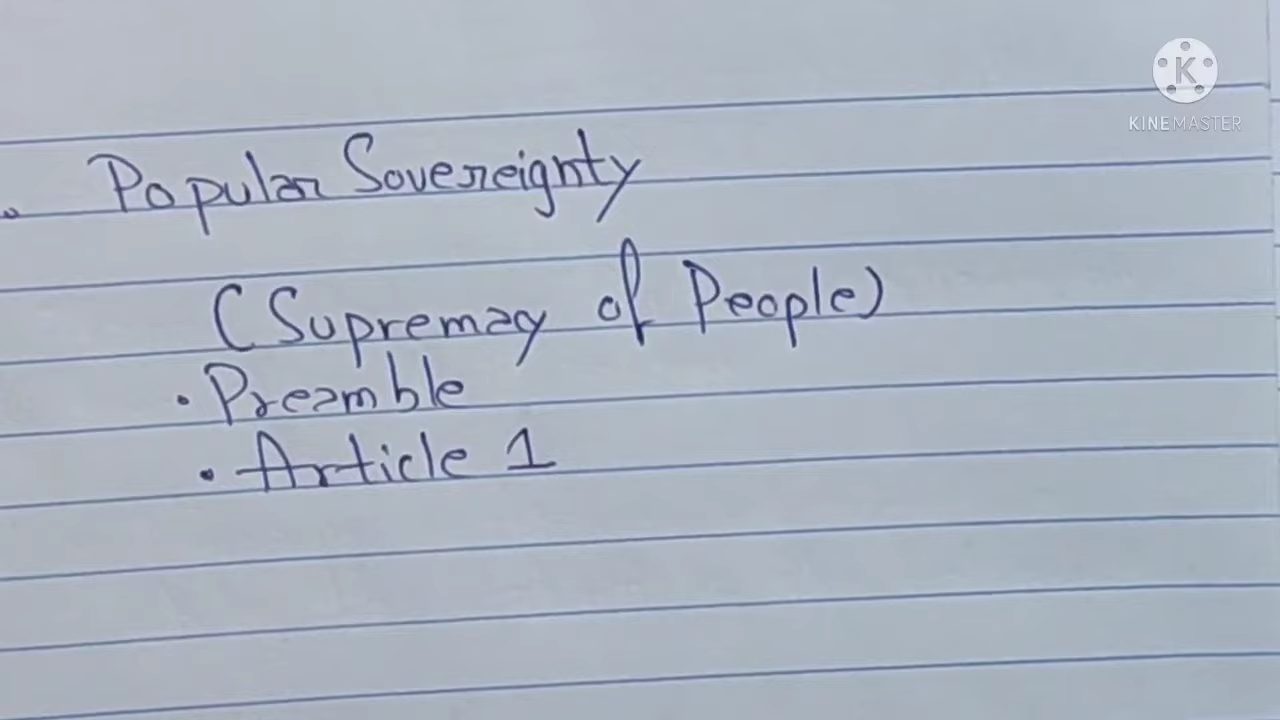 K
KINEMASTER
. Popular Sovereignty
(Supremacy of People)
• Preamble
• Article 1